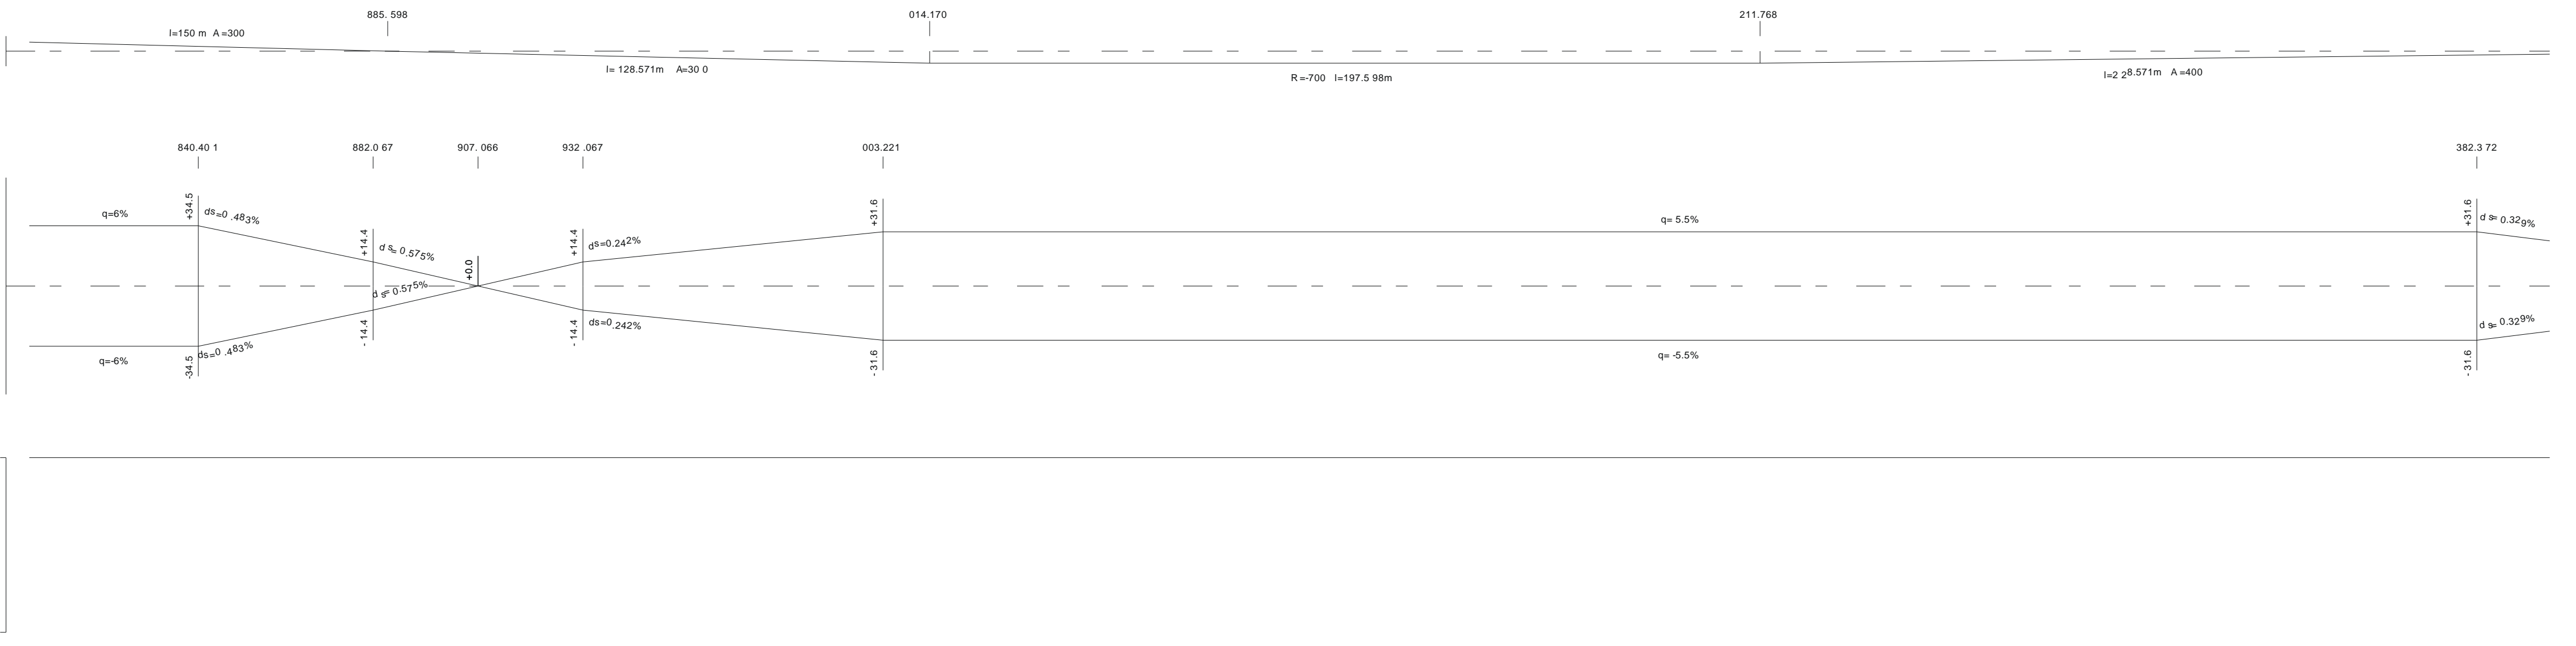 885. 598
014.170
211.768
l=150 m A =300
l= 128.571m A=30 0
R =-700 l=197.5 98m
l=2 28.571m A =400
840.40 1
882.0 67
907. 066
932 .067
003.221
382.3 72
q=6%
+34.5
ds=0 .483%
+14.4
d s= 0.575%
+0.0
+14.4
ds=0.242%
+31.6
q= 5.5%
+31.6
d s= 0.329%
d s= 0.575%
q=-6%
-34.5
ds=0 .483%
- 14.4
- 14.4
ds=0.242%
- 31.6
q= -5.5%
- 31.6
d s= 0.329%